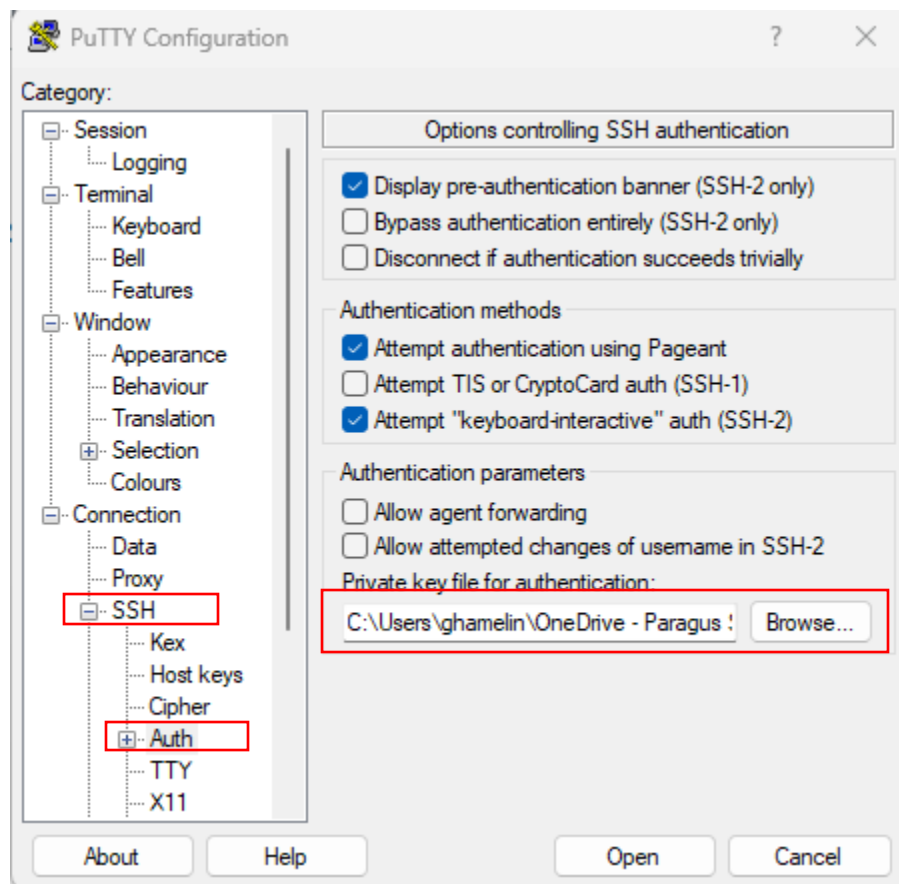 PuTTY Configuration
?
Category:
Session
Logging
Terminal
Keyboard
Bell
Features
Window
Appearance
Behaviour
Translation
Selection
Colours
Connection
Data
Proxy
SSH
Kex
Host keys
Cipher
Auth
TTY
X11
Options controlling SSH authentication
Display pre-authentication banner (SSH-2 only)
Bypass authentication entirely (SSH-2 only)
Disconnect if authentication succeeds trivially
Authentication methods
Attempt authentication using Pageant
Attempt TIS or CryptoCard auth (SSH-1)
Attempt "keyboard-interactive" auth (SSH-2)
Authentication parameters
Allow agent forwarding
Allow attempted changes of username in SSH-2
Private key file for authentication:
C:\Users\ghamelin\OneDrive - Paragus
Browse...
About
Help
Open
Cancel